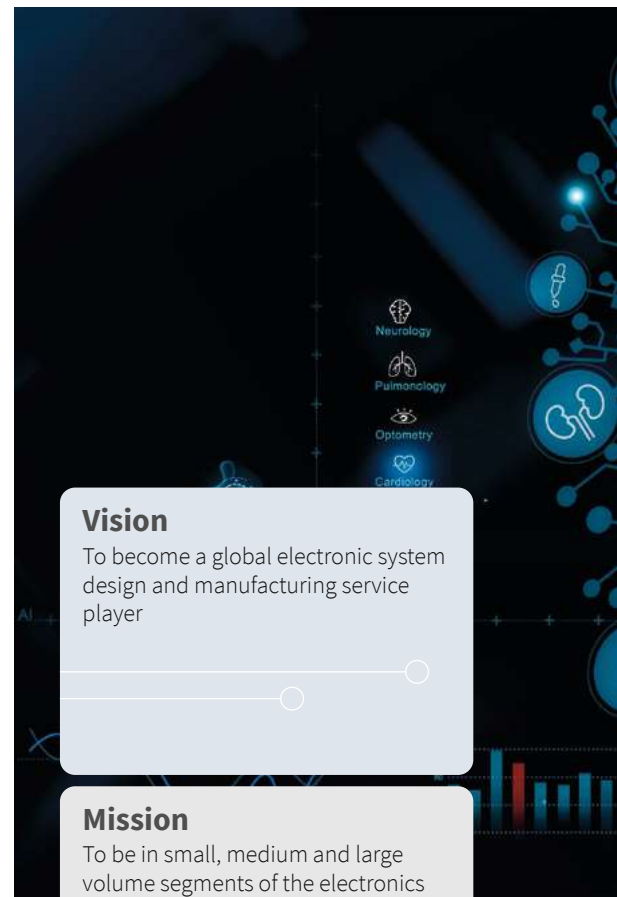 Neurology
Pulmonology
Optometry
Cardiology
Vision
To become a global electronic system
design and manufacturing service
player
AI
Mission
To be in small, medium and large
volume segments of the electronics